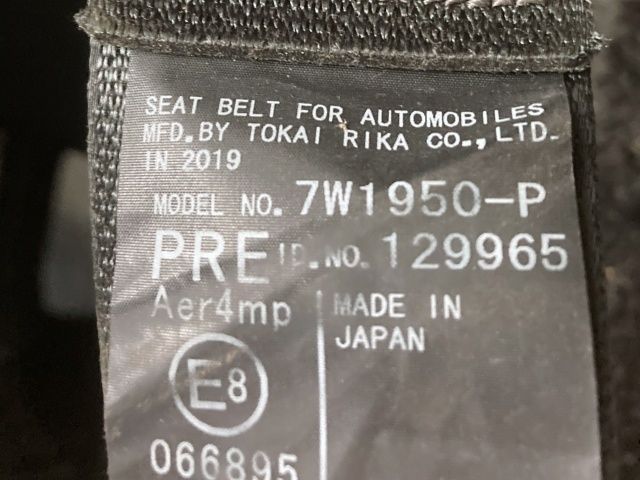 SEAT BELT FOR AUTOMOBILES
MFD.BY TOKAI RIKA CO.,LTD.
IN 2019
MODEL NO. 7W1950-P
PRE ID.NO. 129965
Aer4mp
MADE IN
JAPAN
E8
066895